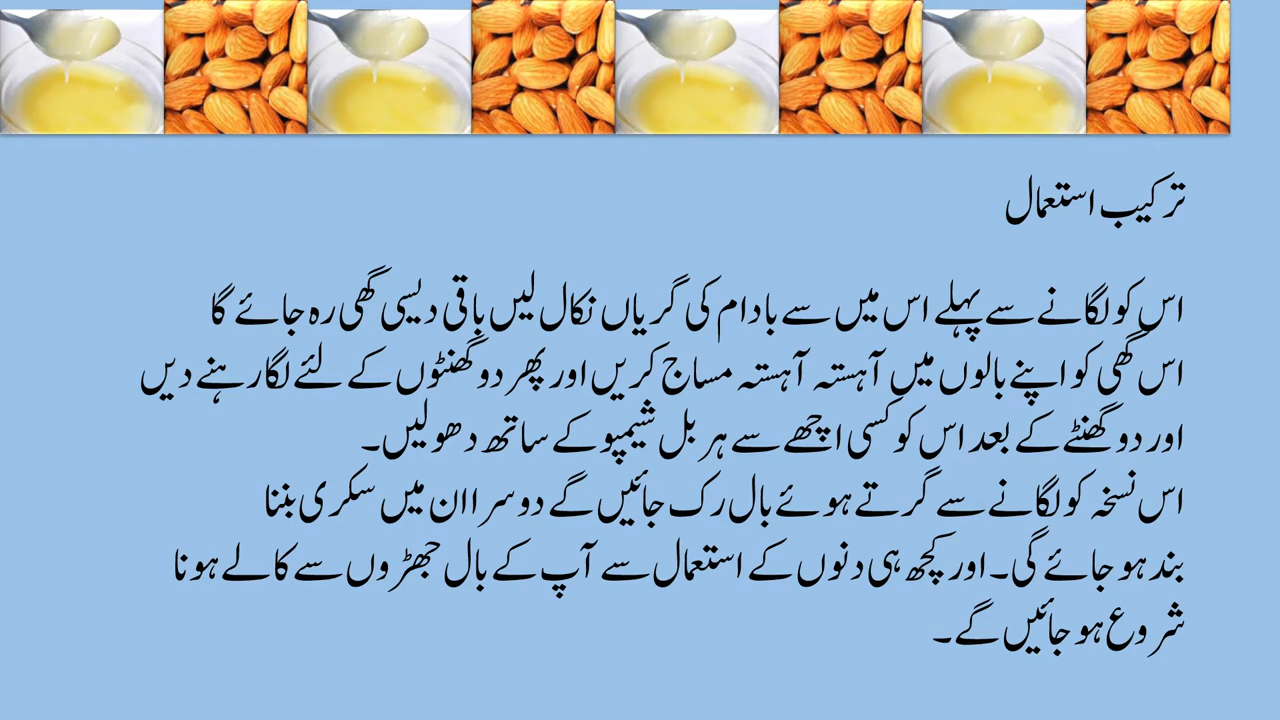 ترکیب استعمال
اس کو لگانے سے پہلے اس میں سے بادام کی گریاں نکال لیں باقی دیسی گھی رہ جائے گا
اس گھی کو اپنے بالوں میں آہستہ آہستہ مساج کریں اور پھر دو گھنٹوں کے لئے لگا رہنے دیں
اور دو گھنٹے کے بعد اس کو کسی اچھے سے ہربل شیمپو کے ساتھ دھو لیں۔
اس نسخہ کو لگانے سے گرتے ہوئے بال رک جائیں گے دوسرا ان میں سکری بننا
بند ہو جائے گی۔ اور کچھ ہی دنوں کے استعمال سے آپ کے بال جھڑوں سے کالے ہونا
شروع ہو جائیں گے۔